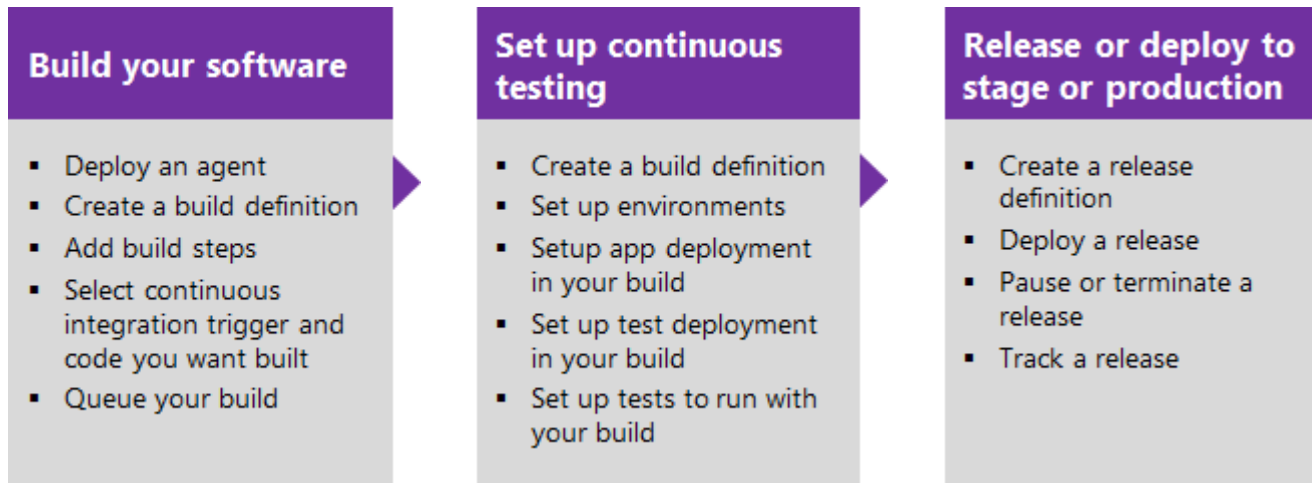 Build your software
▪ Deploy an agent
▪ Create a build definition
▪ Add build steps
▪ Select continuous
integration trigger and
code you want built
▪ Queue your build
Set up continuous
testing
▪ Create a build definition
▪ Set up environments
▪ Setup app deployment
in your build
▪ Set up test deployment
in your build
▪ Set up tests to run with
your build
Release or deploy to
stage or production
▪ Create a release
definition
▪ Deploy a release
▪ Pause or terminate a
release
▪ Track a release